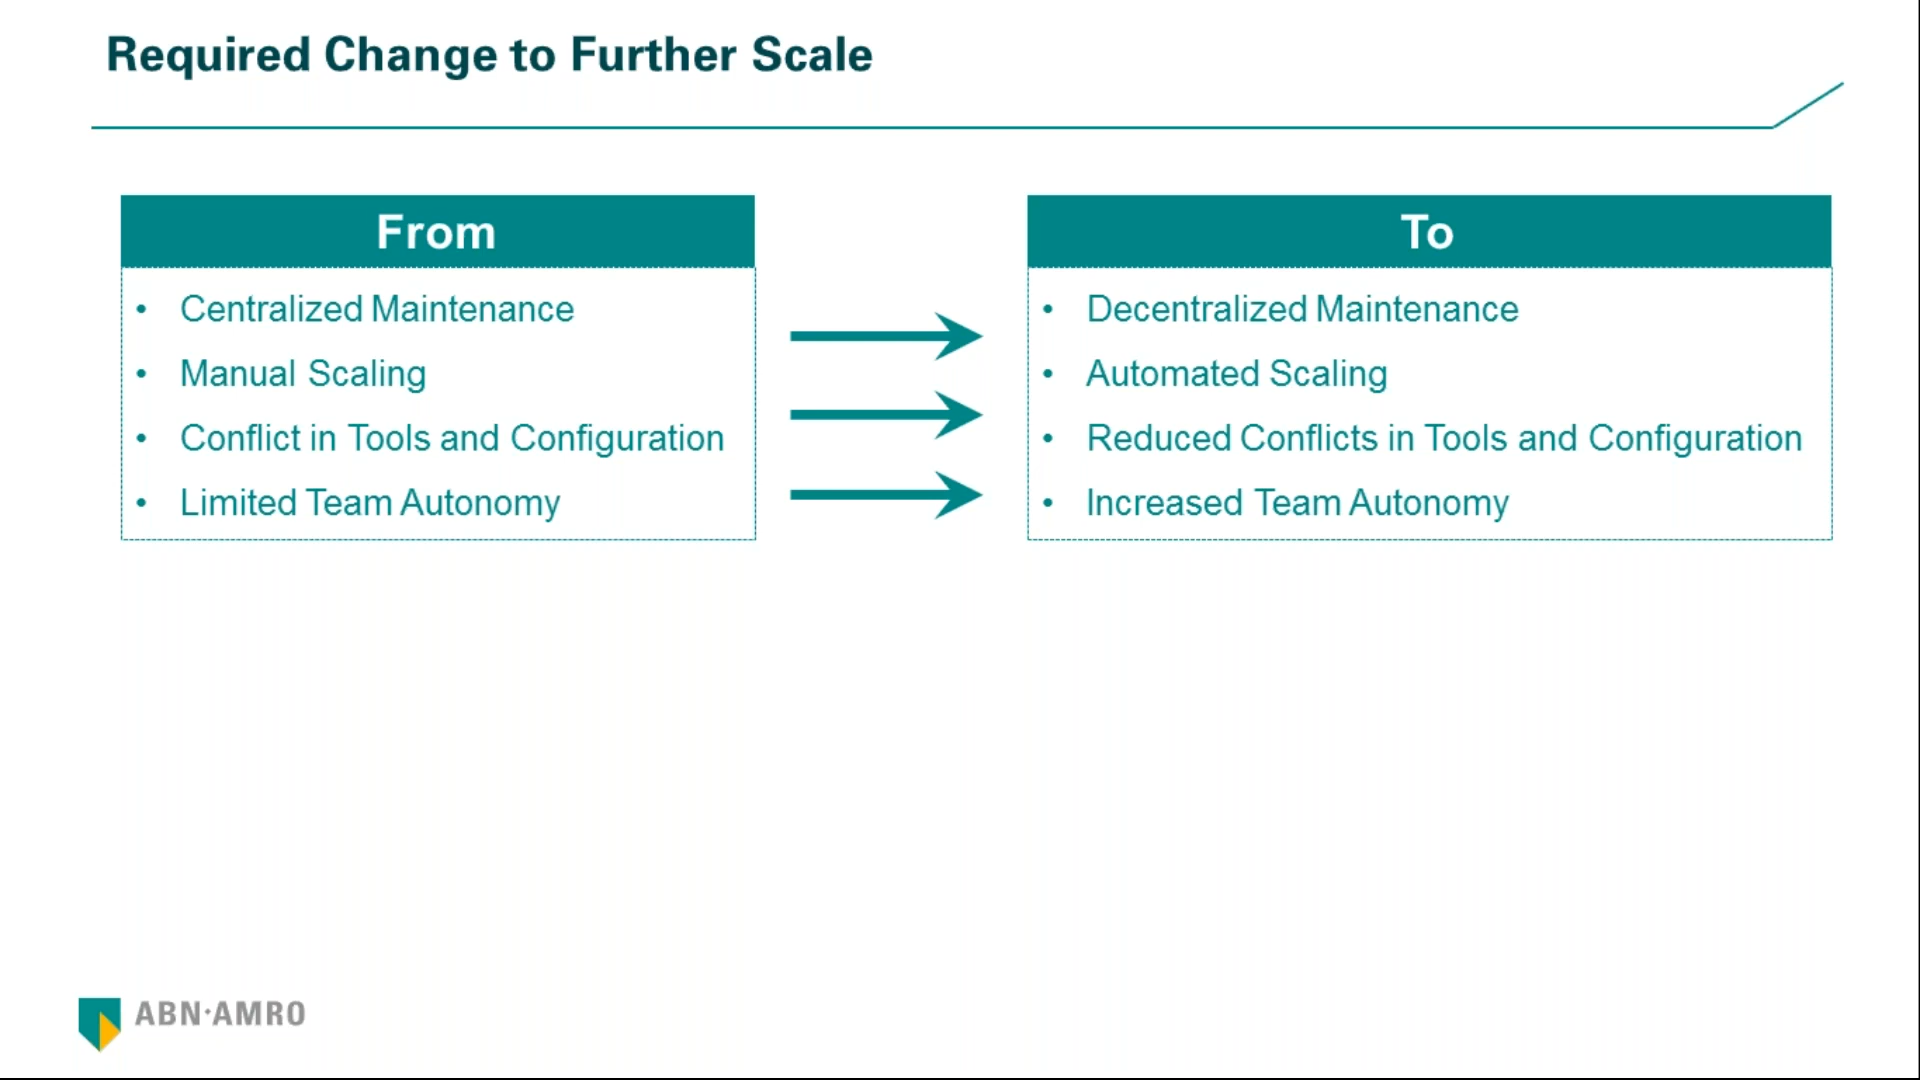 Required Change to Further Scale
From
• Centralized Maintenance
• Manual Scaling
• Conflict in Tools and Configuration
• Limited Team Autonomy
To
• Decentralized Maintenance
• Automated Scaling
• Reduced Conflicts in Tools and Configuration
• Increased Team Autonomy
ABN·AMRO